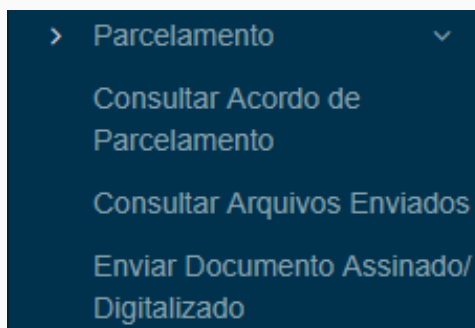 Parcelamento
Consultar Acordo de
Parcelamento
Consultar Arquivos Enviados
Enviar Documento Assinado/
Digitalizado